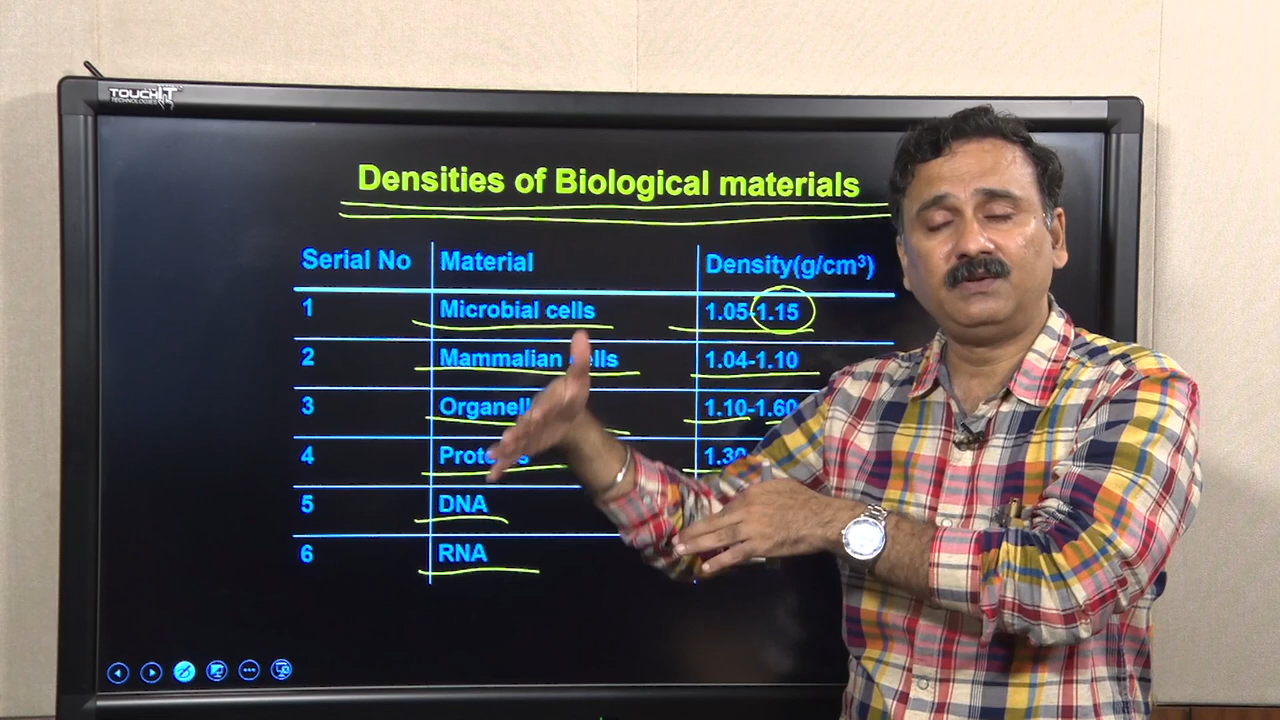 TOUCHIT
TECHNOLOGIES
Densities of Biological materials
Serial No Material Density(g/cm³)
1 Microbial cells 1.05-1.15
2 Mammalian 1.04-1.10
3 1.10-1.60
4
5 DNA
6 RNA